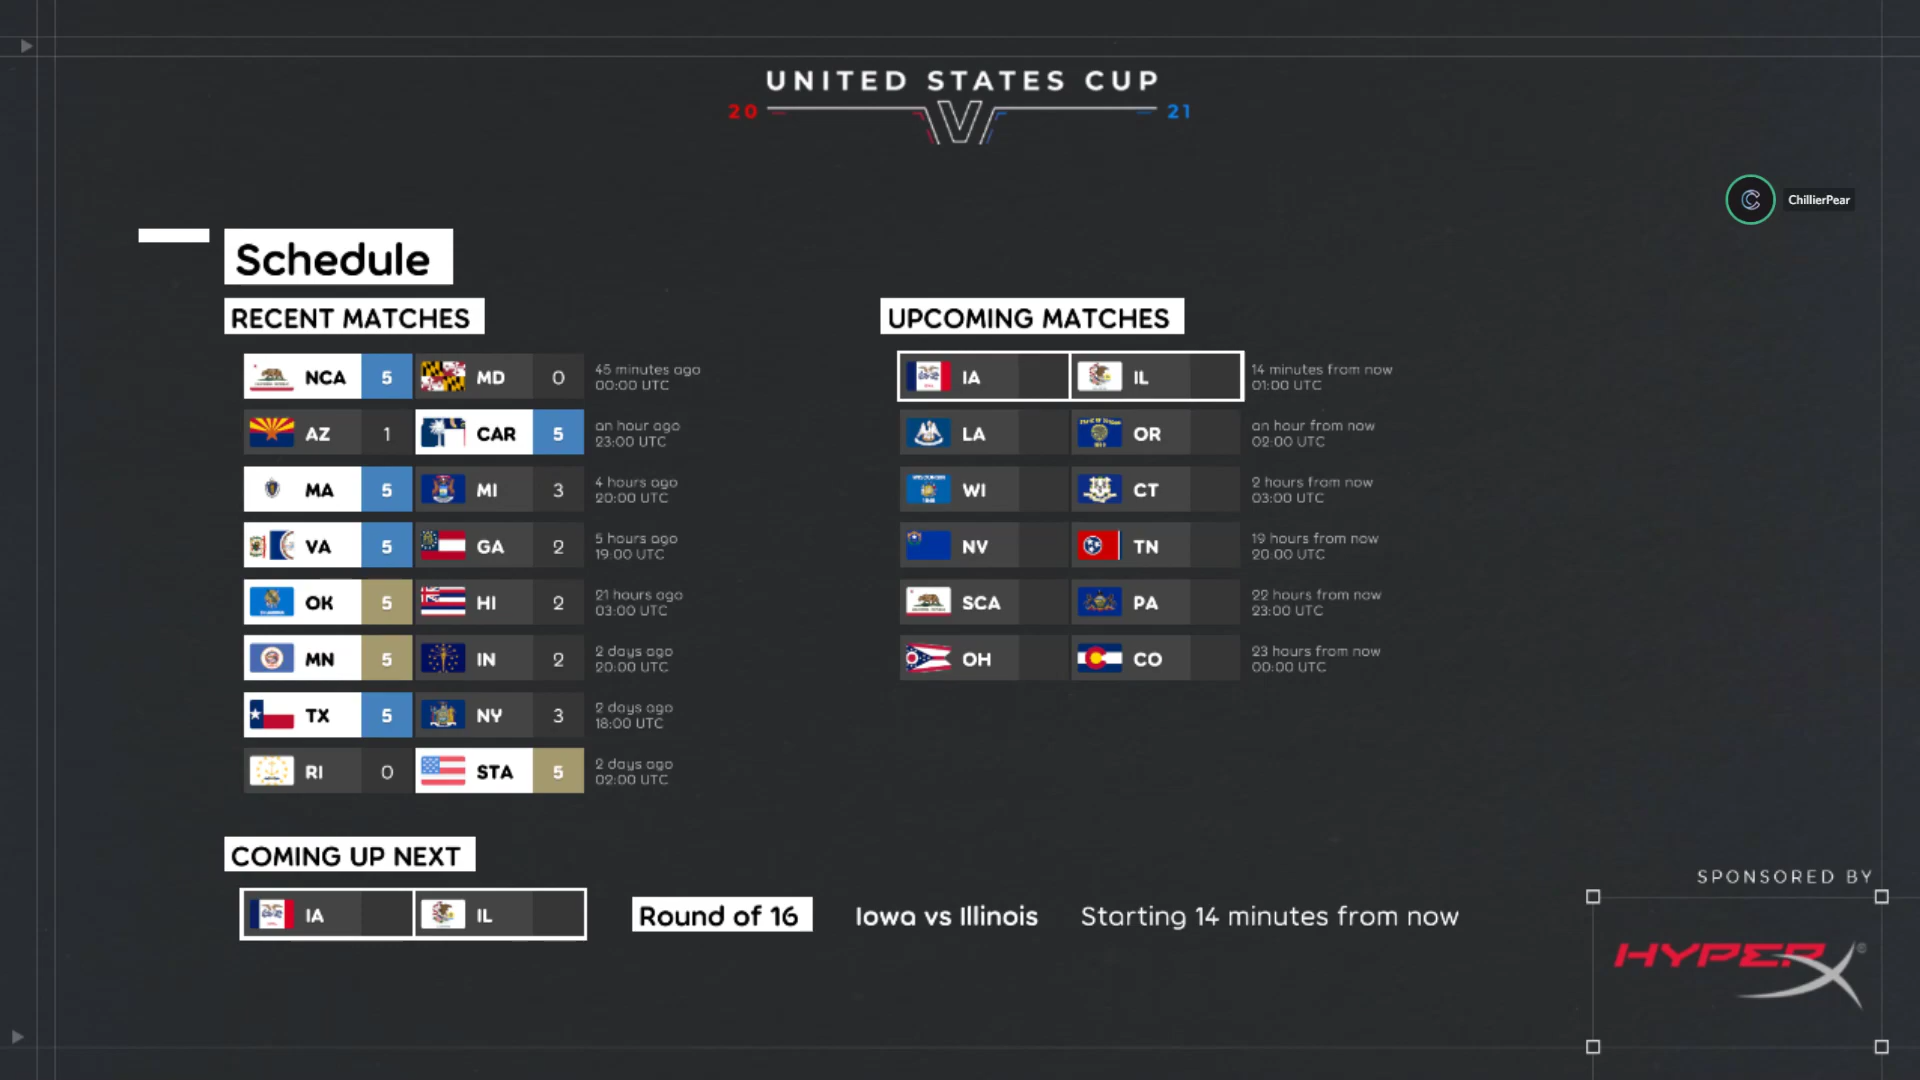 UNITED STATES CUP
20 21
ChillierPear
Schedule
RECENT MATCHES
NCA 5 MD 0 45 minutes ago
00:00 UTC
AZ 1 CAR 5 an hour ago
23:00 UTC
MA 5 MI 3 4 hours ago
20:00 UTC
VA 5 GA 2 5 hours ago
19:00 UTC
OK 5 HI 2 21 hours ago
03:00 UTC
MN 5 IN 2 2 days ago
20:00 UTC
TX 5 NY 3 2 days ago
18:00 UTC
RI 0 STA 5 2 days ago
02:00 UTC
UPCOMING MATCHES
IA IL 14 minutes from now
01:00 UTC
LA OR an hour from now
02:00 UTC
WI CT 2 hours from now
03:00 UTC
NV TN 19 hours from now
20:00 UTC
SCA PA 22 hours from now
23:00 UTC
OH CO 23 hours from now
00:00 UTC
COMING UP NEXT
IA IL Round of 16 Iowa vs Illinois Starting 14 minutes from now
SPONSORED BY
HYPERX®